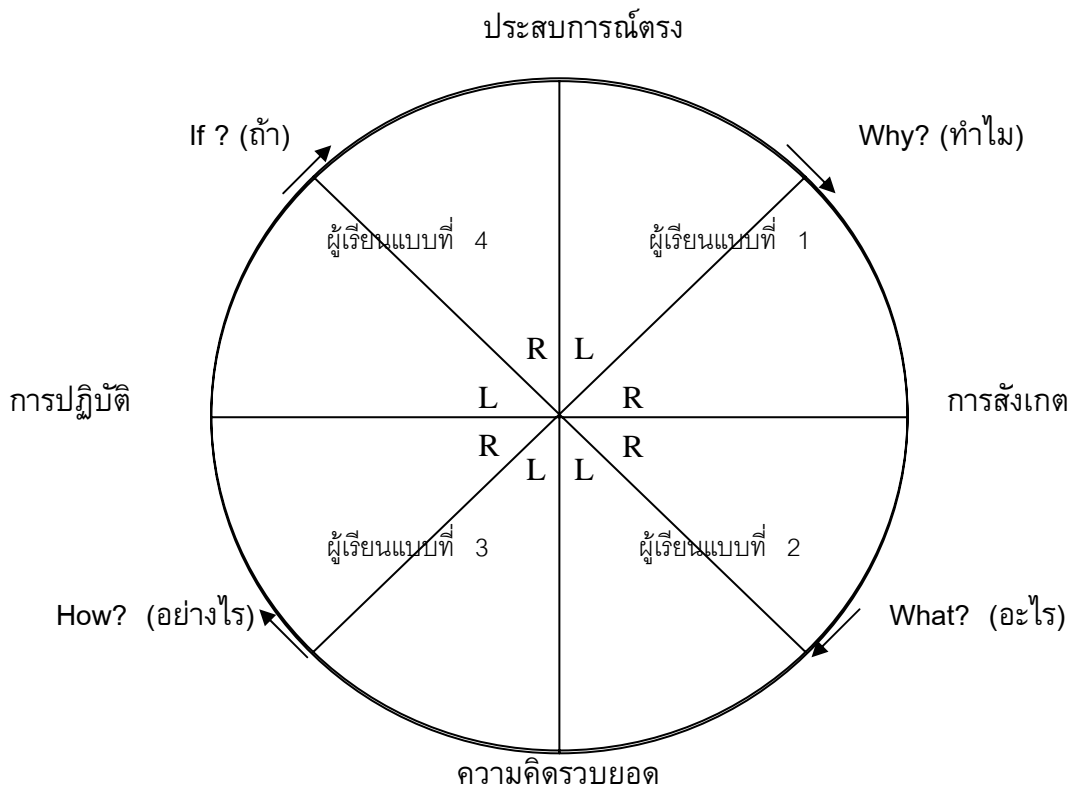 ประสบการณ์ตรง
If ? (ถ้า)
Why? (ทำไม)
ผู้เรียนแบบที่ 4
ผู้เรียนแบบที่ 1
R L
การปฏิบัติ
L R
การสังเกต
R R
L L
ผู้เรียนแบบที่ 3
ผู้เรียนแบบที่ 2
How? (อย่างไร)
What? (อะไร)
ความคิดรวบยอด